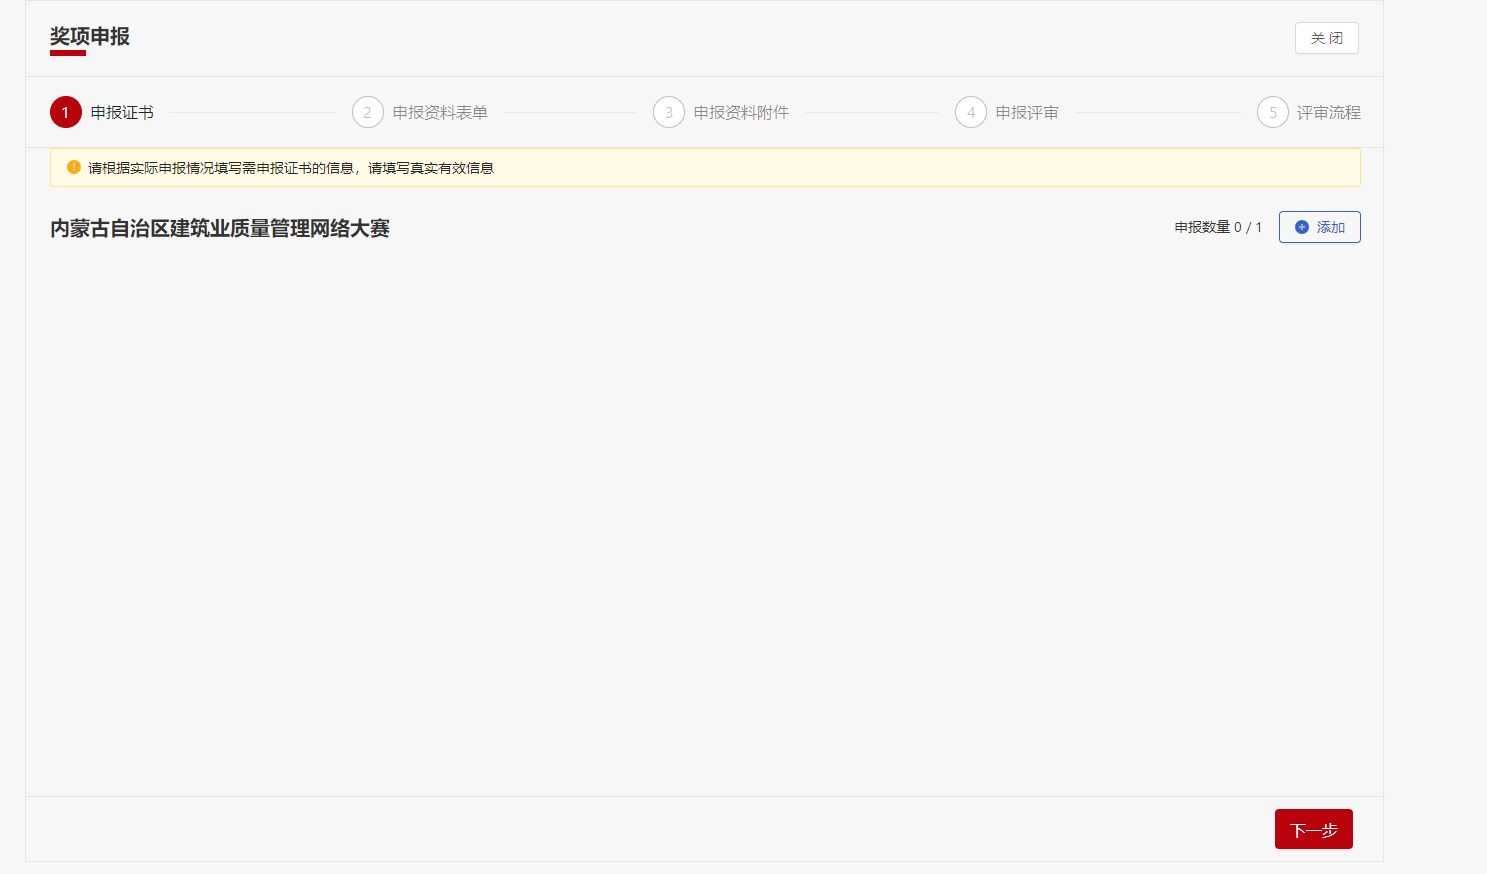 奖项申报
关 闭
1 申报证书
2 申报资料表单
3 申报资料附件
4 申报评审
5 评审流程
请根据实际申报情况填写需申报证书的信息，请填写真实有效信息
内蒙古自治区建筑业质量管理网络大赛
申报数量 0 / 1
添加
下一步